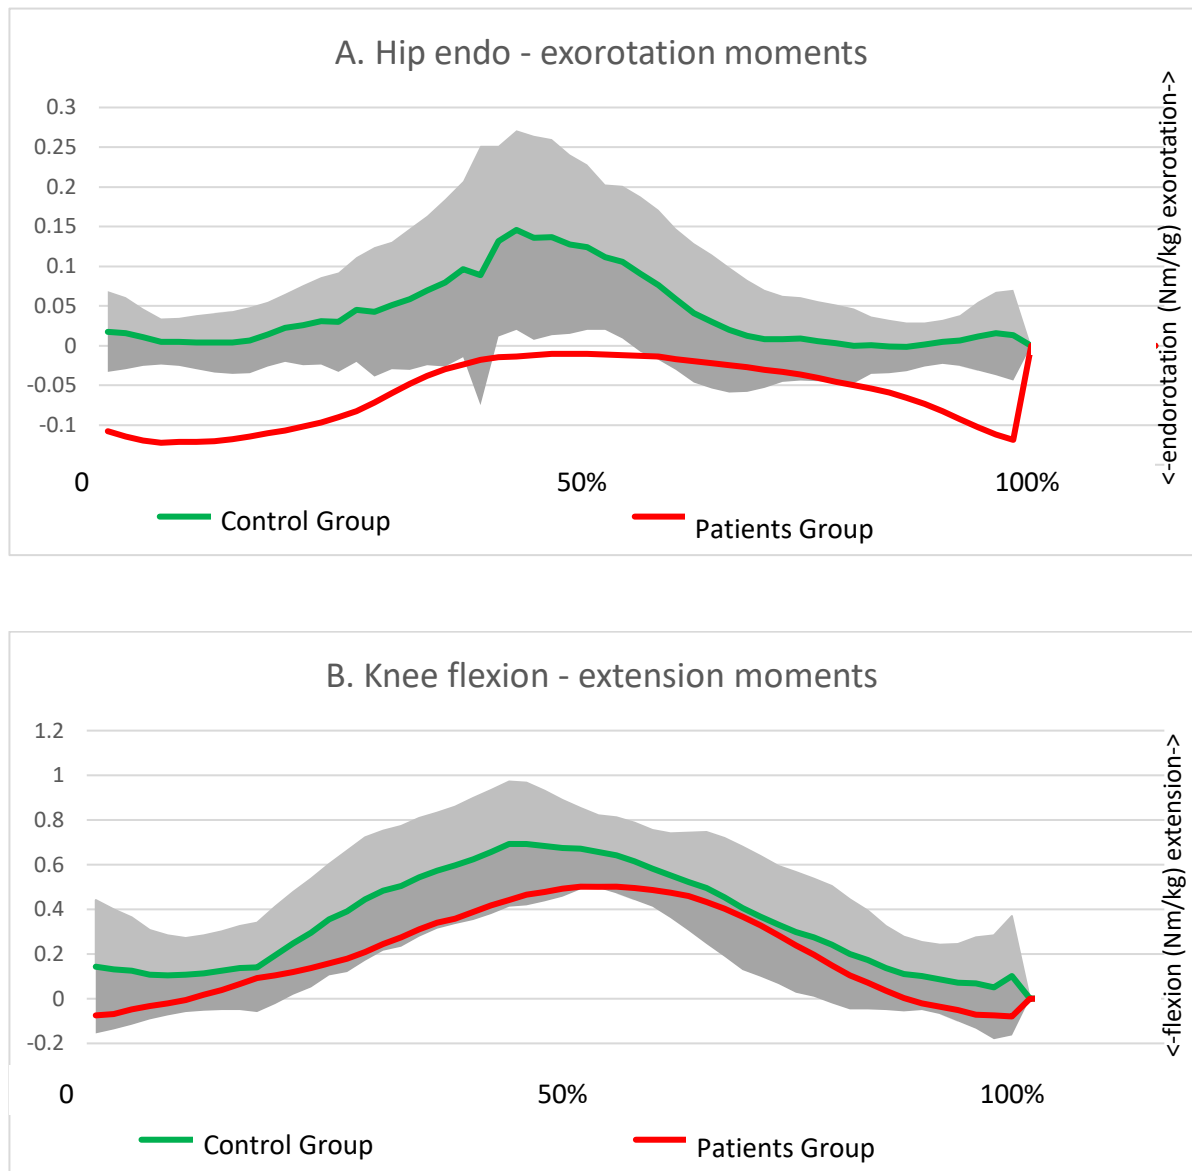 A. Hip endo - exorotation moments
0.3
0.25
0.2
0.15
0.1
0.05
0
-0.05
-0.1
<-endorotation (Nm/kg) exorotation->
0 50% 100%
Control Group Patients Group
B. Knee flexion - extension moments
1.2
1
0.8
0.6
0.4
0.2
0
-0.2
<-flexion (Nm/kg) extension->
0 50% 100%
Control Group Patients Group